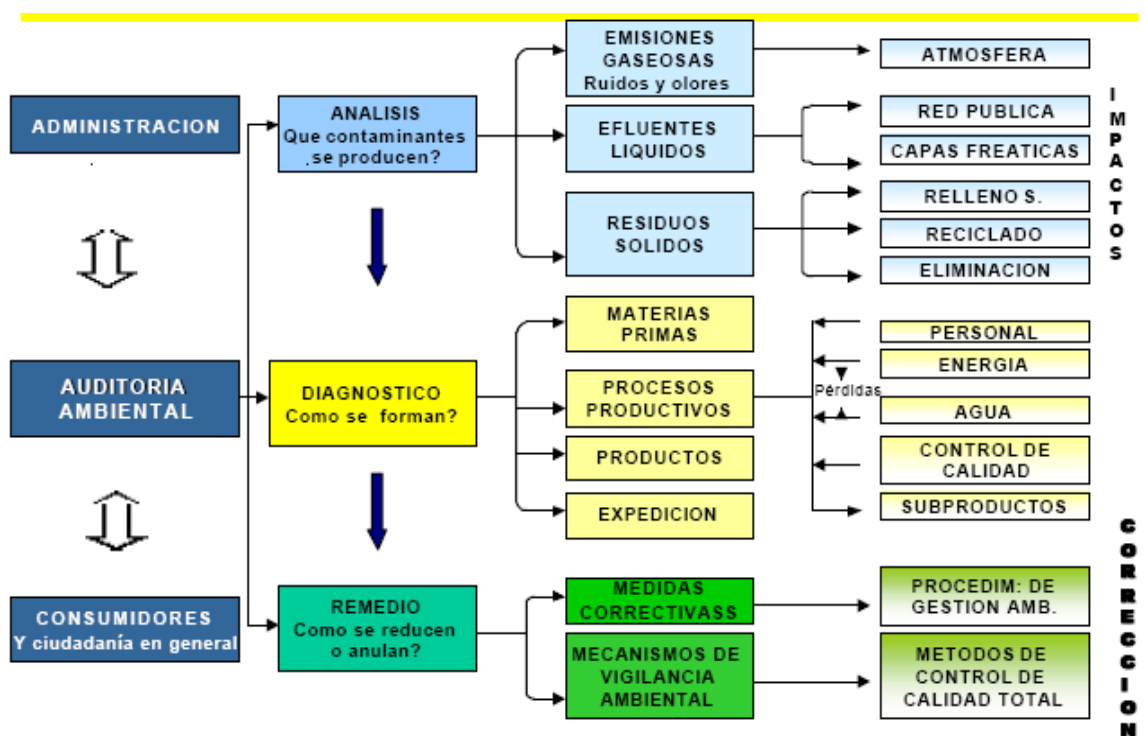 EMISIONES
GASEOSAS
Ruidos y olores
ATMOSFERA
ADMINISTRACION
ANALISIS
Que contaminantes
se producen?
EFLUENTES
LIQUIDOS
RED PUBLICA
CAPAS FREATICAS
RESIDUOS
SOLIDOS
RELLENO S.
RECICLADO
ELIMINACION
IMPACTOS
AUDITORIA
AMBIENTAL
DIAGNOSTICO
Como se forman?
MATERIAS
PRIMAS
PROCESOS
PRODUCTIVOS
PRODUCTOS
EXPEDICION
Pérdidas
PERSONAL
ENERGIA
AGUA
CONTROL DE
CALIDAD
SUBPRODUCTOS
CONSUMIDORES
Y ciudadanía en general
REMEDIO
Como se reducen
o anulan?
MEDIDAS
CORRECTIVASS
MECANISMOS DE
VIGILANCIA
AMBIENTAL
PROCEDIM: DE
GESTION AMB.
METODOS DE
CONTROL DE
CALIDAD TOTAL
CORRECCION